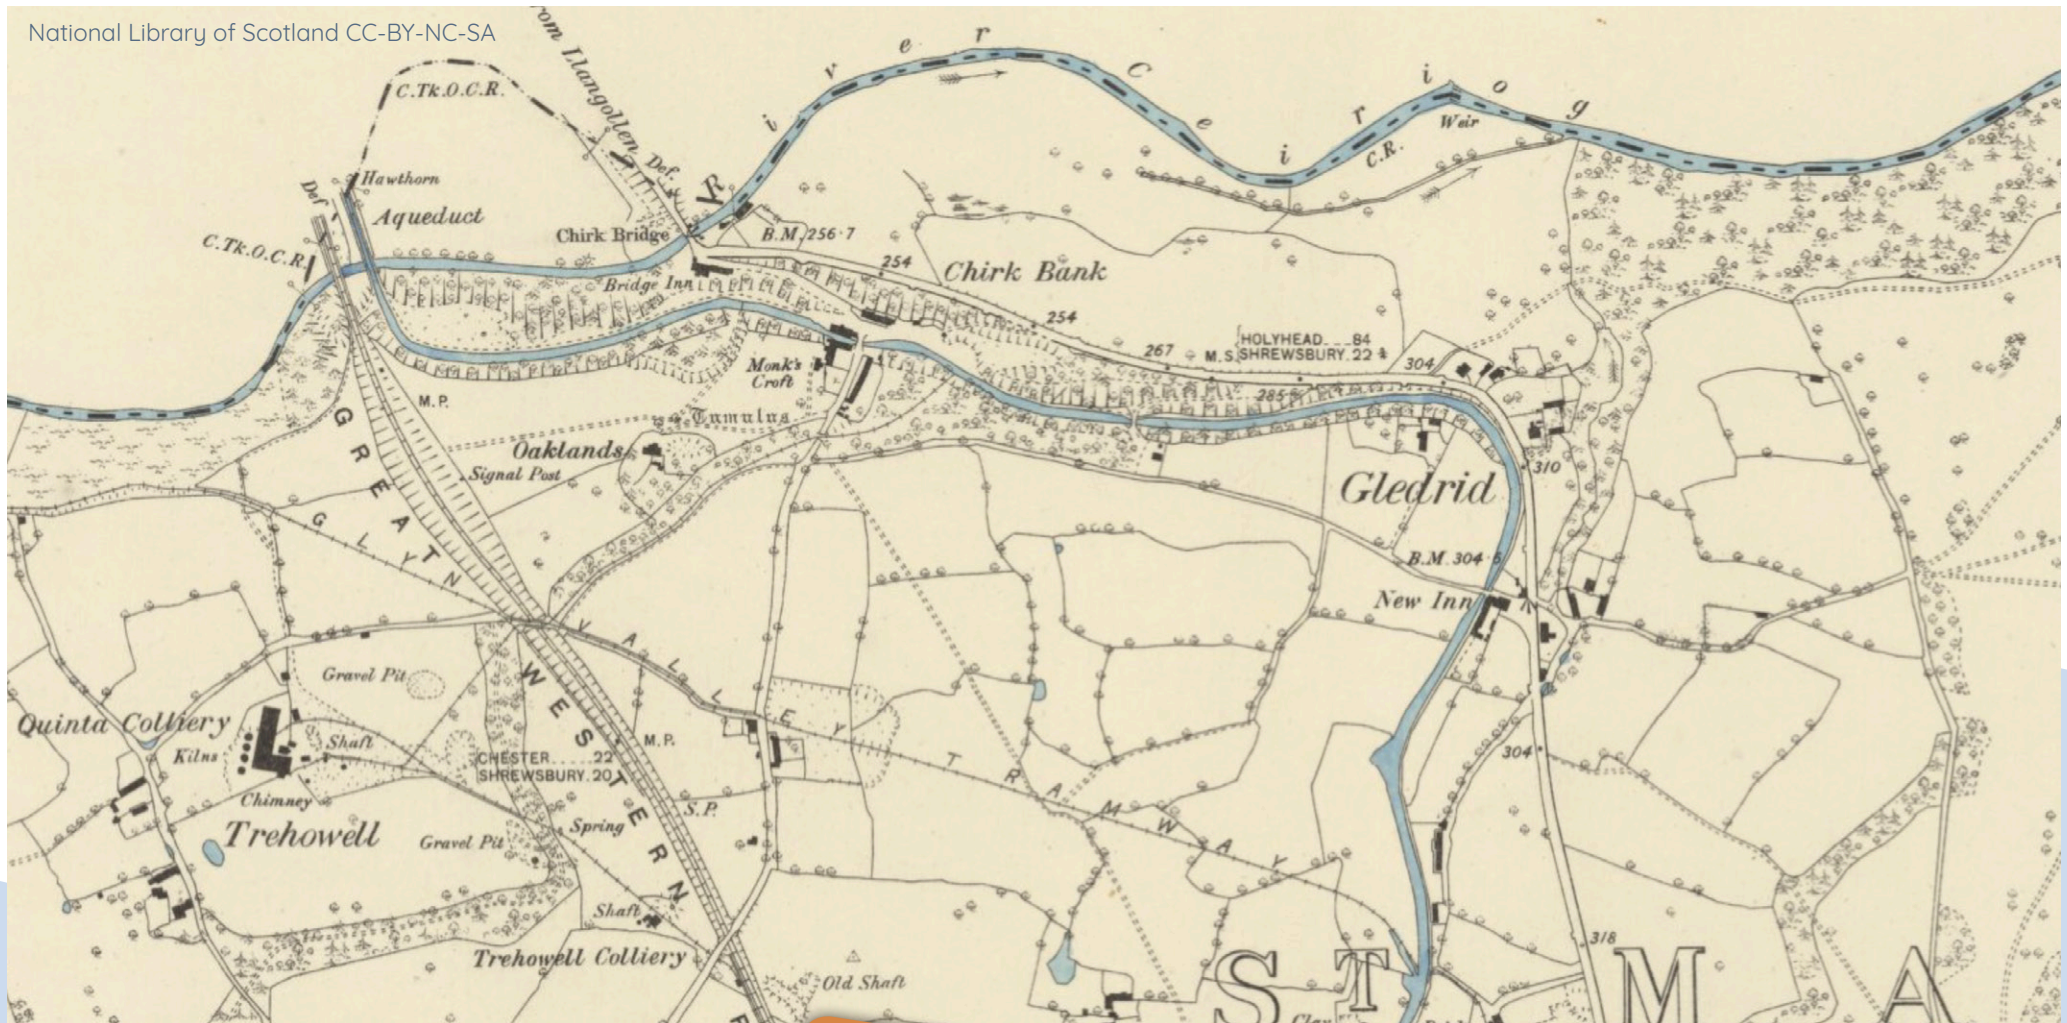 National Library of Scotland CC-BY-NC-SA
from Llangollen
River Ceiriog
C.Tk.O.C.R.
Def.
Weir
C.R.
Hawthorn
Def.
Aqueduct
Chirk Bridge
B.M. 256·7
C.Tk.O.C.R.
254
Chirk Bank
Bridge Inn
254
HOLYHEAD 84
M.S. SHREWSBURY 22
267
304
Monk's
Croft
285
M.P.
Tumulus
Oaklands
Signal Post
310
Gledrid
GREAT WESTERN
GLYN VALLEY TRAMWAY
B.M. 304·5
New Inn
Gravel Pit
Quinta Colliery
Kilns
Shaft
M.P.
CHESTER 22
SHREWSBURY 20
304
Chimney
S.P.
Trehowell
Gravel Pit
Spring
Shaft
318
Trehowell Colliery
Old Shaft
ST MA